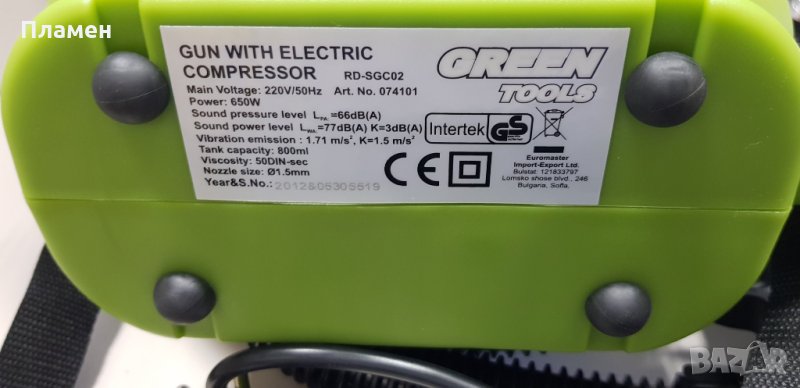 Пламен
GUN WITH ELECTRIC
COMPRESSOR RD-SGC02
Main Voltage: 220V/50Hz Art. No. 074101
Power: 650W
Sound pressure level LPA =66dB(A)
Sound power level LWA=77dB(A) K=3dB(A)
Vibration emission : 1.71 m/s², K=1.5 m/s²
Tank capacity: 800ml
Viscosity: 50DIN-sec
Nozzle size: Ø1.5mm
Year&S.No.: 2012&05305519
GREEN
TOOLS
Intertek GS
CE
Euromaster
Import-Export Ltd.
Bulstat: 121833797
Lomsko shose blvd., 246
Bulgaria, Sofia.
BAZAR